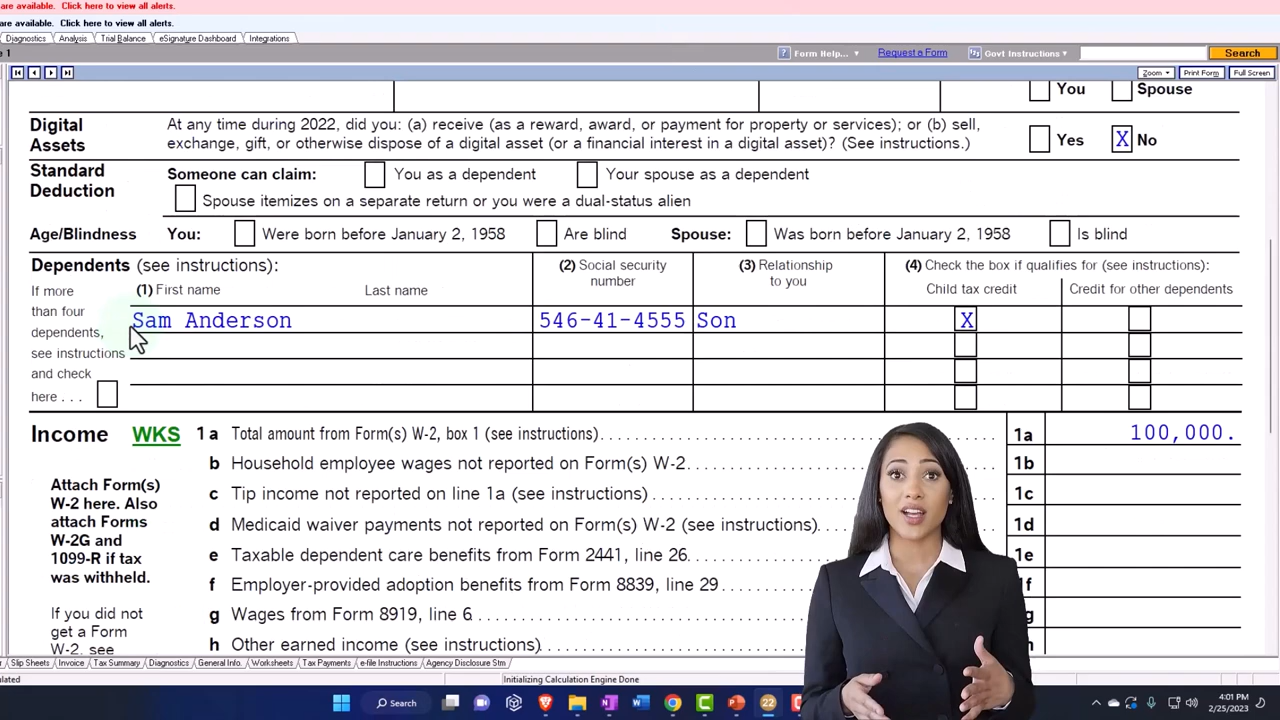 are available. Click here to view all alerts.
are available. Click here to view all alerts.
Diagnostics Analysis Trial Balance eSignature Dashboard Integrations
1 Form Help... Request a Form Govt Instructions Search
Zoom Print Form Full Screen
You Spouse
Digital Assets
At any time during 2022, did you: (a) receive (as a reward, award, or payment for property or services); or (b) sell,
exchange, gift, or otherwise dispose of a digital asset (or a financial interest in a digital asset)? (See instructions.)
Yes X No
Standard Deduction
Someone can claim: You as a dependent Your spouse as a dependent
Spouse itemizes on a separate return or you were a dual-status alien
Age/Blindness You: Were born before January 2, 1958 Are blind Spouse: Was born before January 2, 1958 Is blind
Dependents (see instructions):
(2) Social security number
(3) Relationship to you
(4) Check the box if qualifies for (see instructions):
(1) First name Last name
Child tax credit Credit for other dependents
If more
than four
dependents,
see instructions
and check
here . . .
Sam Anderson 546-41-4555 Son X
Income WKS 1a Total amount from Form(s) W-2, box 1 (see instructions) 1a 100,000.
b Household employee wages not reported on Form(s) W-2 1b
c Tip income not reported on line 1a (see instructions) 1c
d Medicaid waiver payments not reported on Form(s) W-2 (see instructions) 1d
e Taxable dependent care benefits from Form 2441, line 26 1e
f Employer-provided adoption benefits from Form 8839, line 29 1f
g Wages from Form 8919, line 6
h Other earned income (see instructions)
Attach Form(s)
W-2 here. Also
attach Forms
W-2G and
1099-R if tax
was withheld.
If you did not
get a Form
W-2, see
Slip Sheets Invoice Tax Summary Diagnostics General Info. Worksheets Tax Payments e-file Instructions Agency Disclosure Stm
Initializing Calculation Engine Done
Search
22
4:01 PM
2/25/2023